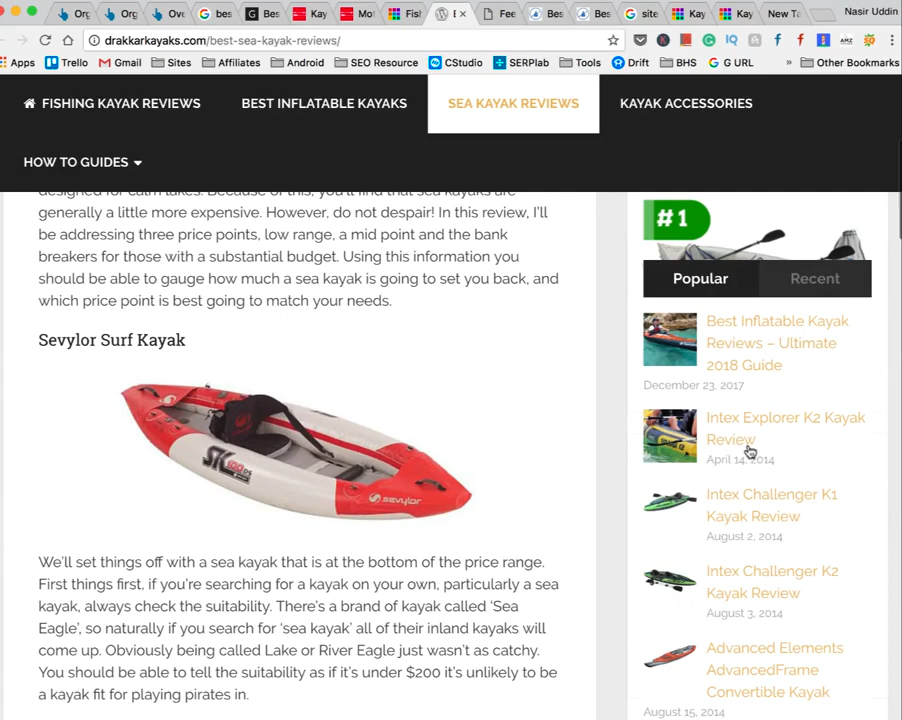 Org
Org
Ove
bes
Bes
Kay
Mot
Fisl
E
Fee
Bes
Bes
site
Kay
Kay
New Ta
Nasir Uddin
drakkarkayaks.com/best-sea-kayak-reviews/
Apps Trello Gmail Sites Affiliates Android SEO Resource CStudio SERPlab Tools Drift BHS G URL » Other Bookmarks
FISHING KAYAK REVIEWS BEST INFLATABLE KAYAKS SEA KAYAK REVIEWS KAYAK ACCESSORIES
HOW TO GUIDES
designed for calm lakes. Because of this, you'll find that sea kayaks are
generally a little more expensive. However, do not despair! In this review, I'll
be addressing three price points, low range, a mid point and the bank
breakers for those with a substantial budget. Using this information you
should be able to gauge how much a sea kayak is going to set you back, and
which price point is best going to match your needs.
Sevylor Surf Kayak
SK 100DS
SEVYLOR
We'll set things off with a sea kayak that is at the bottom of the price range.
First things first, if you're searching for a kayak on your own, particularly a sea
kayak, always check the suitability. There's a brand of kayak called 'Sea
Eagle', so naturally if you search for 'sea kayak' all of their inland kayaks will
come up. Obviously being called Lake or River Eagle just wasn't as catchy.
You should be able to tell the suitability as if it's under $200 it's unlikely to be
a kayak fit for playing pirates in.
#1
Popular Recent
Best Inflatable Kayak
Reviews – Ultimate
2018 Guide
December 23, 2017
Intex Explorer K2 Kayak
Review
April 14, 2014
Intex Challenger K1
Kayak Review
August 2, 2014
Intex Challenger K2
Kayak Review
August 3, 2014
Advanced Elements
AdvancedFrame
Convertible Kayak
August 15, 2014